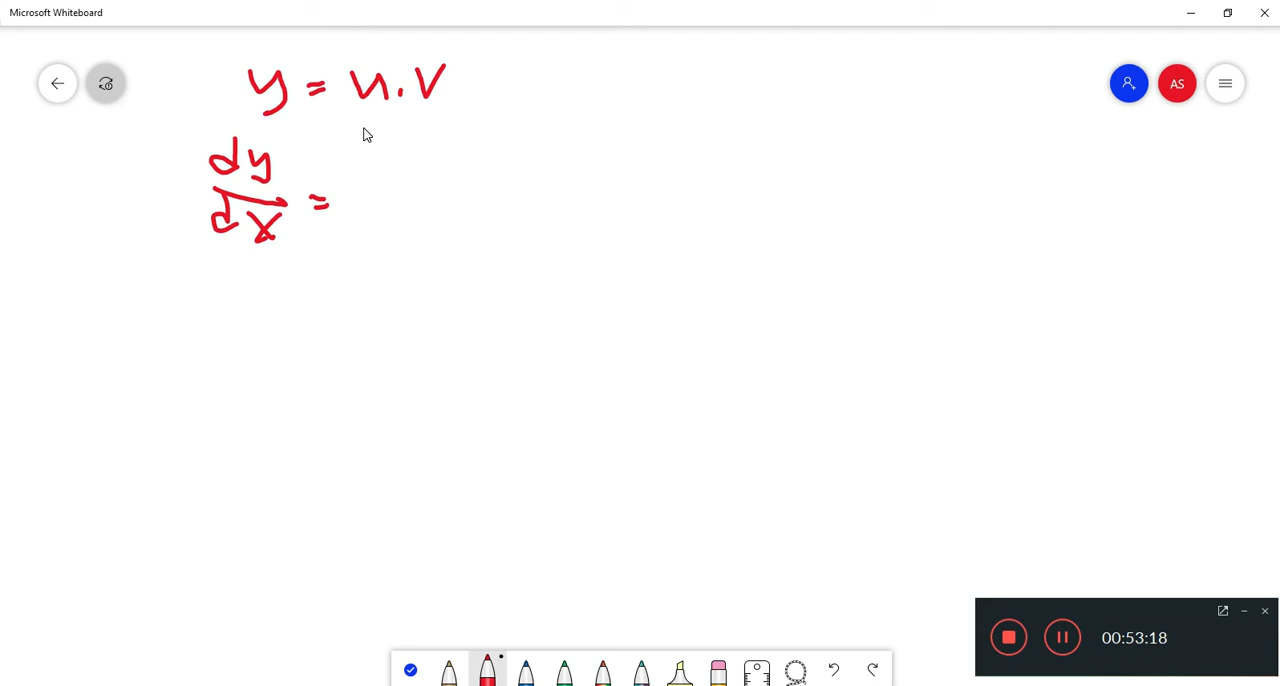 Microsoft Whiteboard
AS
y = u . v
dy
dx =
00:53:18